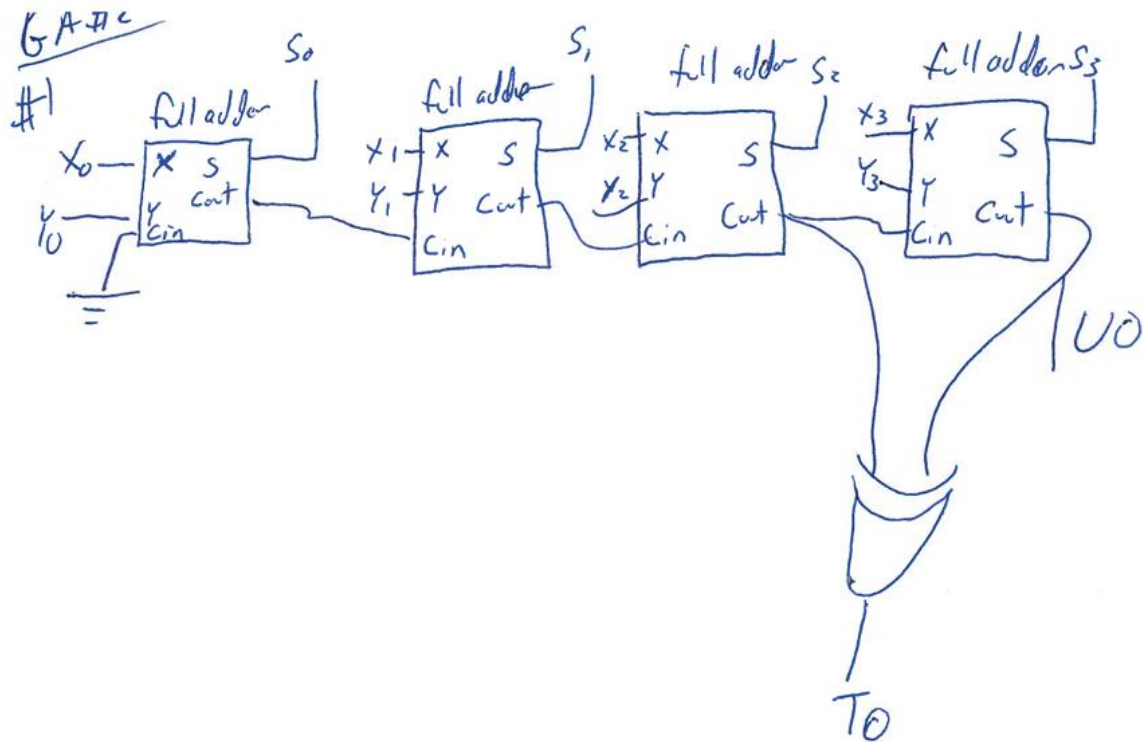 GA#2
#1
S0
S1
full adder
full adder
full adder S2
full adder S3
X0
X S
Cout
Y0
Y
Cin
X1
X S
Y1
Y Cout
Cin
X2
X S
Y2
Y Cout
Cin
X3
X S
Y3
Y Cout
Cin
UO
TO